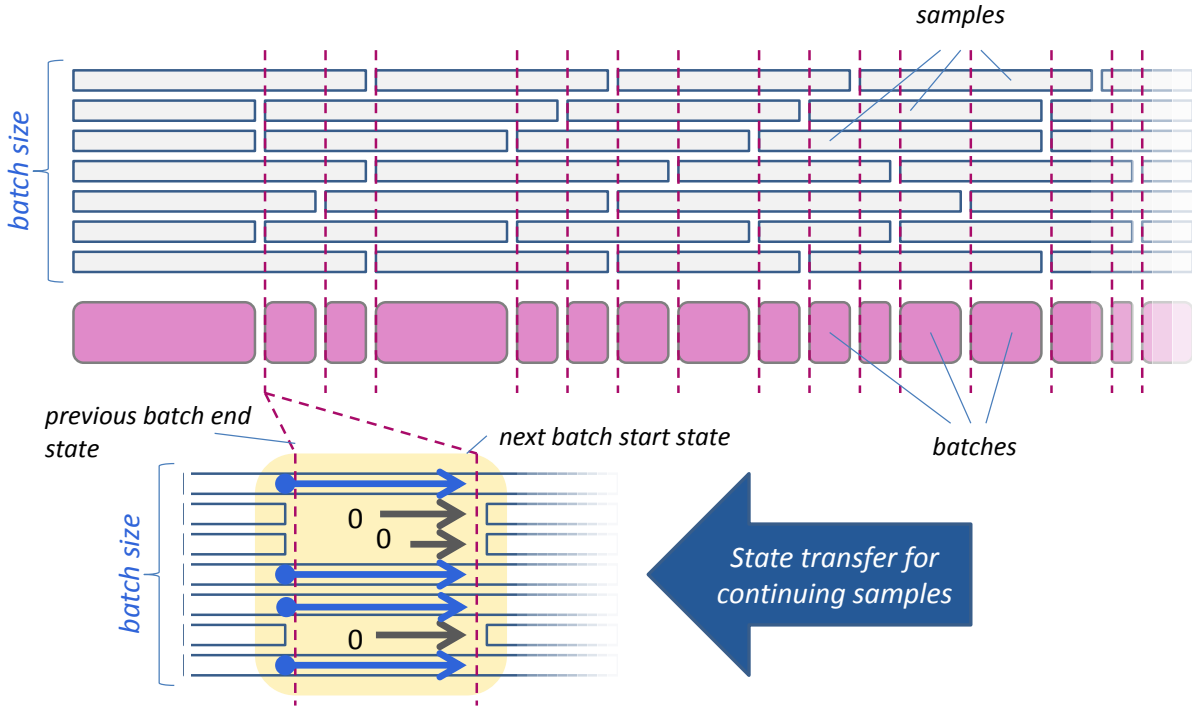 samples
batch size
previous batch end
state
next batch start state
batches
batch size
0
0
0
State transfer for
continuing samples